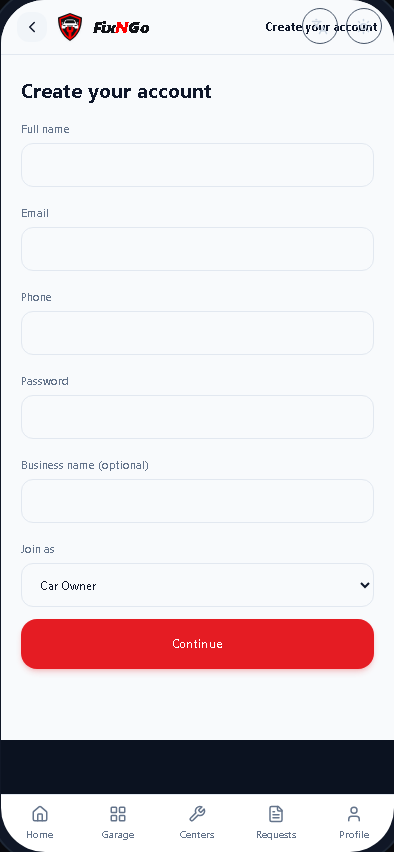 FixNGo
Create your account
Create your account
Full name
Email
Phone
Password
Business name (optional)
Join as
Car Owner
Continue
Home
Garage
Centers
Requests
Profile